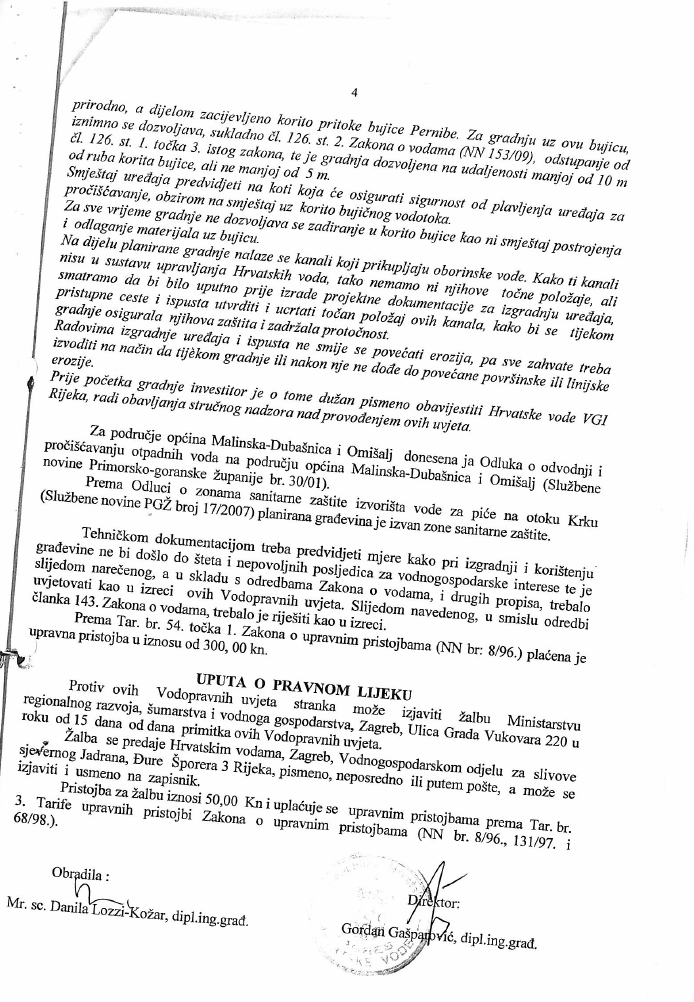 4
prirodno, a dijelom zacijevljeno korito pritoke bujice Pernibe. Za gradnju uz ovu bujicu,
iznimno se dozvoljava, sukladno čl. 126. st. 2. Zakona o vodama (NN 153/09), odstupanje od
čl. 126. st. 1. točka 3. istog zakona, te je gradnja dozvoljena na udaljenosti manjoj od 10 m
od ruba korita bujice, ali ne manjoj od 5 m.
Smještaj uređaja predvidjeti na koti koja će osigurati sigurnost od plavljenja uređaja za
pročišćavanje, obzirom na smještaj uz korito bujičnog vodotoka.
Za sve vrijeme gradnje ne dozvoljava se zadiranje u korito bujice kao ni smještaj postrojenja
i odlaganje materijala uz bujicu.
Na dijelu planirane gradnje nalaze se kanali koji prikupljaju oborinske vode. Kako ti kanali
nisu u sustavu upravljanja Hrvatskih voda, tako nemamo ni njihove točne položaje, ali
smatramo da bi bilo uputno prije izrade projektne dokumentacije za izgradnju uređaja,
pristupne ceste i ispusta utvrditi i ucrtati točan položaj ovih kanala, kako bi se tijekom
gradnje osigurala njihova zaštita i zadržala protočnost.
Radovima izgradnje uređaja i ispusta ne smije se povećati erozija, pa sve zahvate treba
izvoditi na način da tijekom gradnje ili nakon nje ne dođe do povećane površinske ili linijske
erozije.
Prije početka gradnje investitor je o tome dužan pismeno obavijestiti Hrvatske vode VGI
Rijeka, radi obavljanja stručnog nadzora nad provođenjem ovih uvjeta.
Za područje općina Malinska-Dubašnica i Omišalj donesena ja Odluka o odvodnji i
pročišćavanju otpadnih voda na području općina Malinska-Dubašnica i Omišalj (Službene
novine Primorsko-goranske županije br. 30/01).
Prema Odluci o zonama sanitarne zaštite izvorišta vode za piće na otoku Krku
(Službene novine PGŽ broj 17/2007) planirana građevina je izvan zone sanitarne zaštite.
Tehničkom dokumentacijom treba predvidjeti mjere kako pri izgradnji i korištenju
građevine ne bi došlo do šteta i nepovoljnih posljedica za vodnogospodarske interese te je
slijedom narečenog, a u skladu s odredbama Zakona o vodama, i drugih propisa, trebalo
uvjetovati kao u izreci ovih Vodopravnih uvjeta. Slijedom navedenog, u smislu odredbi
članka 143. Zakona o vodama, trebalo je riješiti kao u izreci.
Prema Tar. br. 54. točka 1. Zakona o upravnim pristojbama (NN br: 8/96.) plaćena je
upravna pristojba u iznosu od 300, 00 kn.
UPUTA O PRAVNOM LIJEKU
Protiv ovih Vodopravnih uvjeta stranka može izjaviti žalbu Ministarstvu
regionalnog razvoja, šumarstva i vodnoga gospodarstva, Zagreb, Ulica Grada Vukovara 220 u
roku od 15 dana od dana primitka ovih Vodopravnih uvjeta.
Žalba se predaje Hrvatskim vodama, Zagreb, Vodnogospodarskom odjelu za slivove
sjevernog Jadrana, Đure Šporera 3 Rijeka, pismeno, neposredno ili putem pošte, a može se
izjaviti i usmeno na zapisnik.
Pristojba za žalbu iznosi 50,00 Kn i uplaćuje se upravnim pristojbama prema Tar. br.
3. Tarife upravnih pristojbi Zakona o upravnim pristojbama (NN br. 8/96., 131/97. i
68/98.).
Obradila :
Mr. sc. Danila Lozzi-Kožar, dipl.ing.građ.
Direktor:
Gordan Gašparović, dipl.ing.građ.